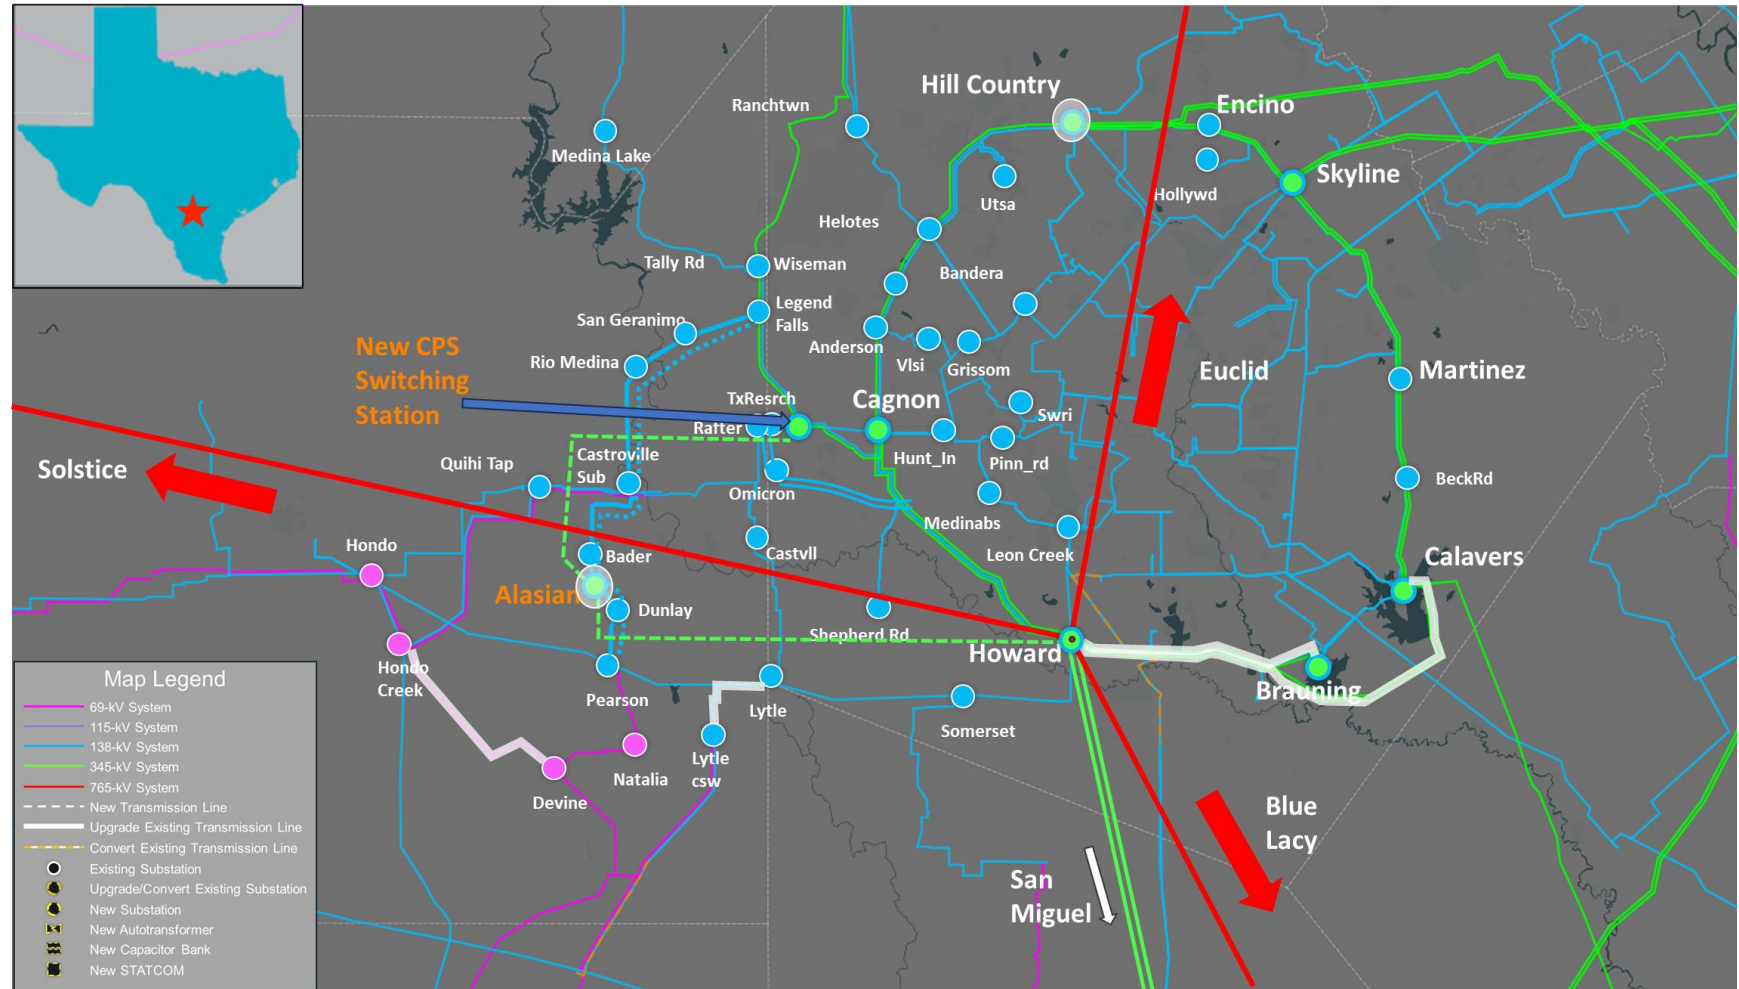 Hill Country
Encino
Ranchtwn
Medina Lake
Skyline
Hollywd
Utsa
Helotes
Tally Rd
Wiseman
Bandera
Legend
Falls
San Geranimo
New CPS
Switching
Station
Anderson
Vlsi
Grissom
Rio Medina
Euclid
Martinez
TxResrch
Cagnon
Swri
Rafter
Solstice
Quihi Tap
Castroville
Sub
Hunt_In
Pinn_rd
BeckRd
Omicron
Medinabs
Hondo
Bader
Castvll
Leon Creek
Calavers
Alasian
Dunlay
Shepherd Rd
Howard
Hondo
Creek
Pearson
Brauning
Lytle
Somerset
Natalia
Lytle
csw
Devine
Blue
Lacy
San
Miguel
Map Legend
69-kV System
115-kV System
138-kV System
345-kV System
765-kV System
New Transmission Line
Upgrade Existing Transmission Line
Convert Existing Transmission Line
Existing Substation
Upgrade/Convert Existing Substation
New Substation
New Autotransformer
New Capacitor Bank
New STATCOM